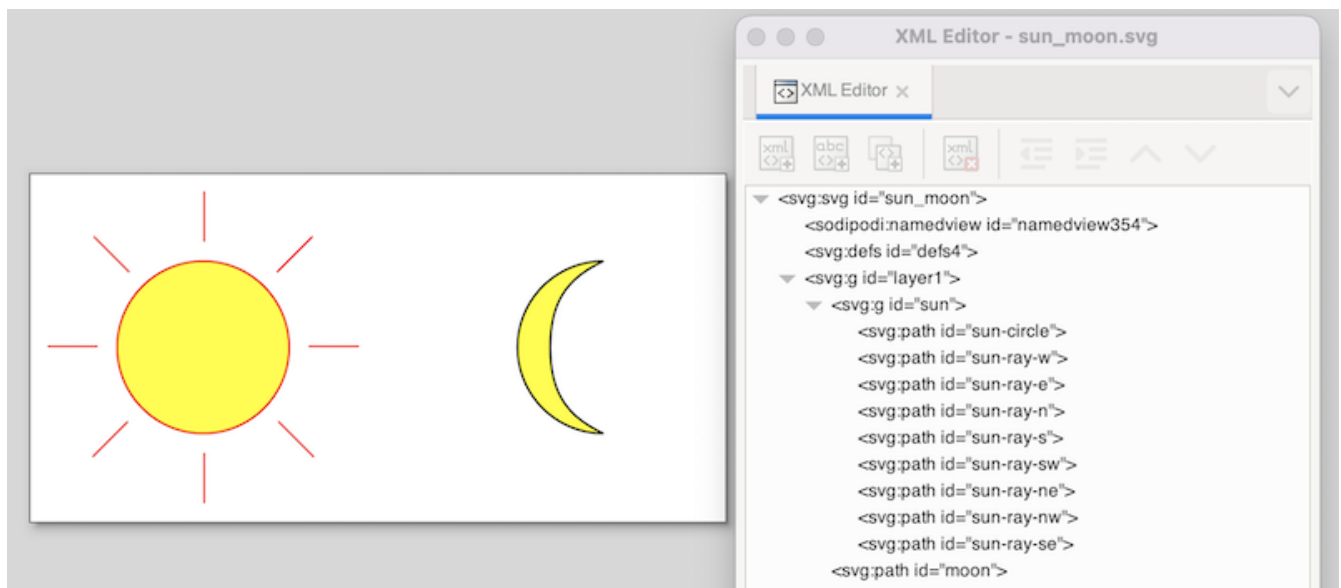 XML Editor - sun_moon.svg
XML Editor
xml abc xml
<svg:svg id="sun_moon">
<sodipodi:namedview id="namedview354">
<svg:defs id="defs4">
<svg:g id="layer1">
<svg:g id="sun">
<svg:path id="sun-circle">
<svg:path id="sun-ray-w">
<svg:path id="sun-ray-e">
<svg:path id="sun-ray-n">
<svg:path id="sun-ray-s">
<svg:path id="sun-ray-sw">
<svg:path id="sun-ray-ne">
<svg:path id="sun-ray-nw">
<svg:path id="sun-ray-se">
<svg:path id="moon">